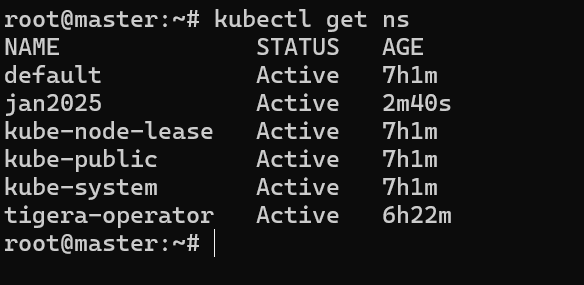 root@master:~# kubectl get ns
NAME              STATUS   AGE
default           Active   7h1m
jan2025           Active   2m40s
kube-node-lease   Active   7h1m
kube-public       Active   7h1m
kube-system       Active   7h1m
tigera-operator   Active   6h22m
root@master:~#